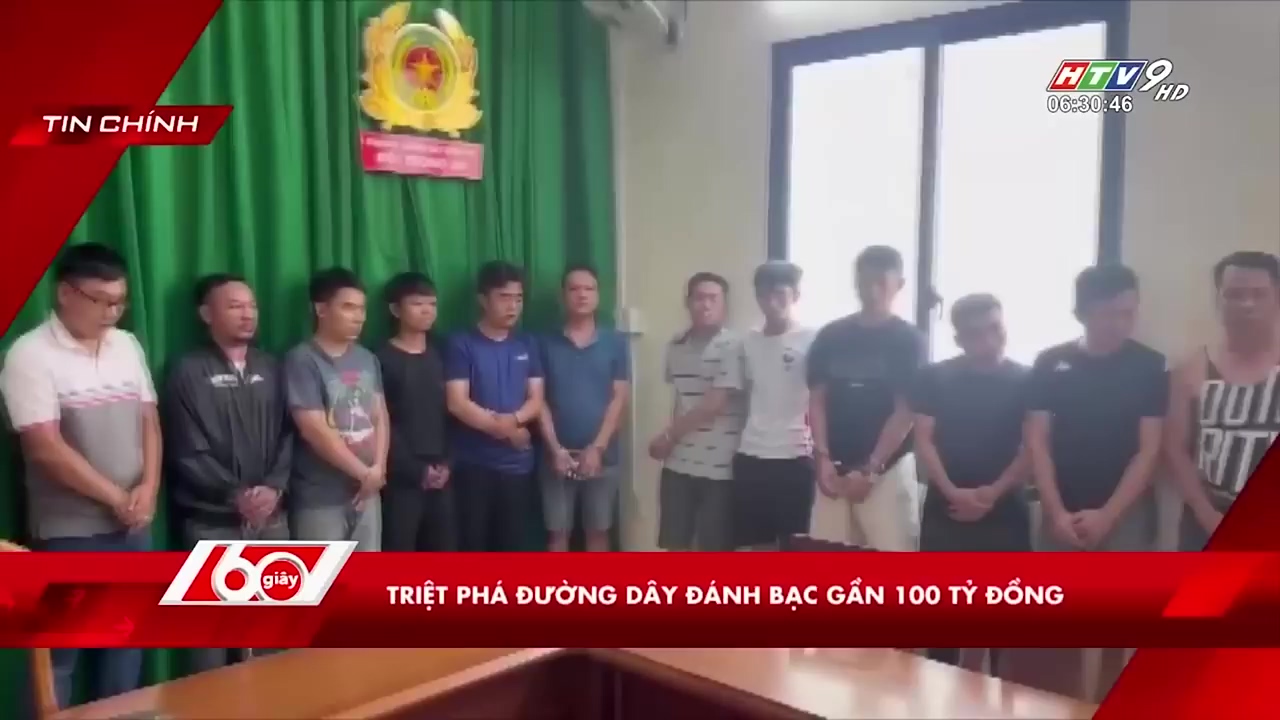 HTV9 HD
06:30:46
TIN CHÍNH
60 giây
TRIỆT PHÁ ĐƯỜNG DÂY ĐÁNH BẠC GẦN 100 TỶ ĐỒNG